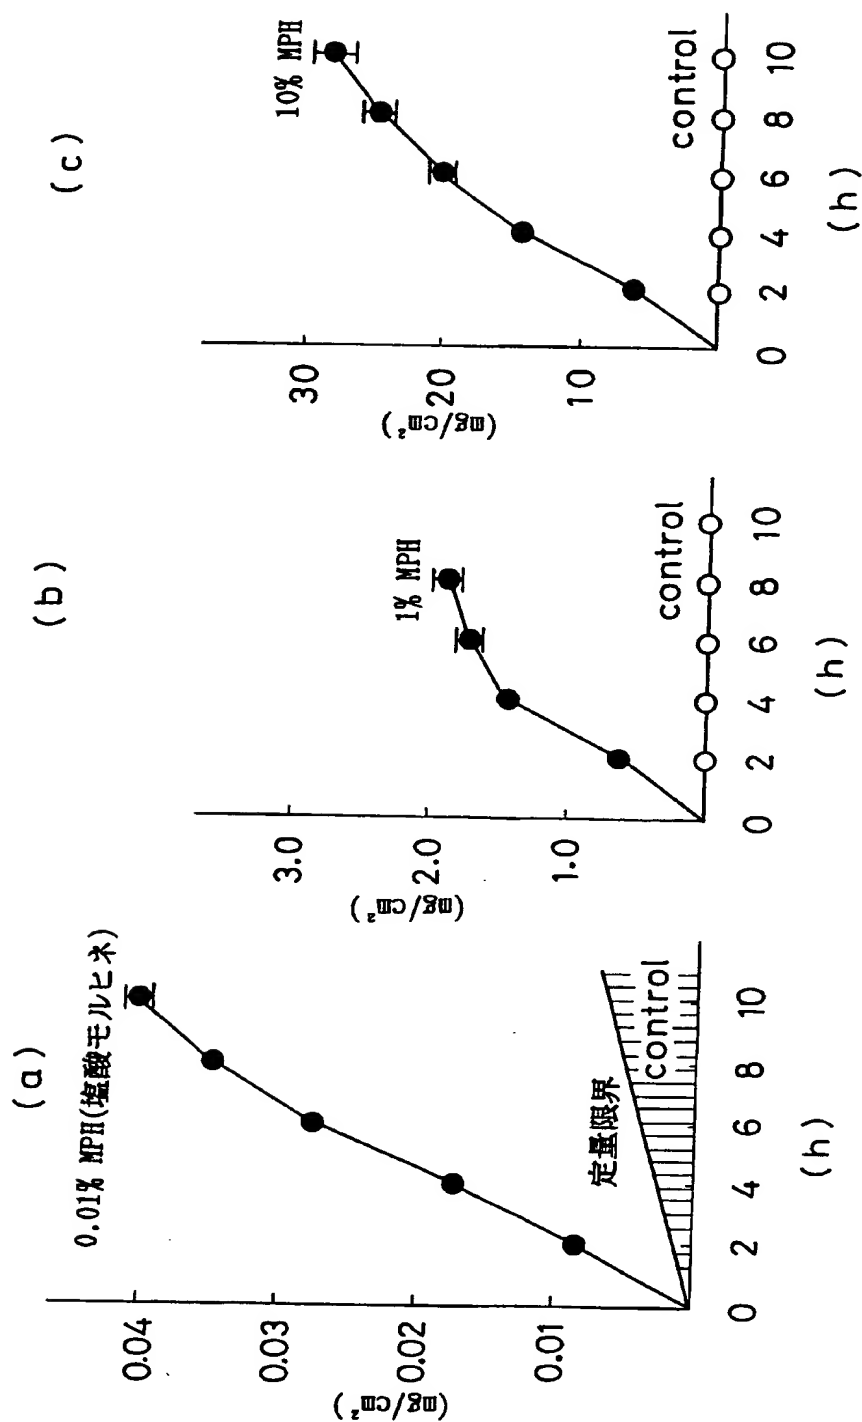 (a)
0.01% MPH(塩酸モルヒネ)
(mg/cm²)
0.04
0.03
0.02
0.01
定量限界
control
0 2 4 6 8 10
(h)
(b)
1% MPH
(mg/cm²)
3.0
2.0
1.0
control
0 2 4 6 8 10
(h)
(c)
10% MPH
(mg/cm²)
30
20
10
control
0 2 4 6 8 10
(h)